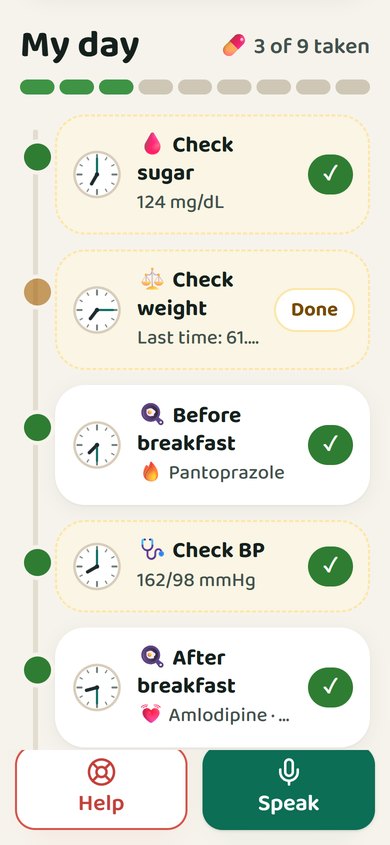 My day
3 of 9 taken
Check
sugar
124 mg/dL
Check
weight
Last time: 61....
Done
Before
breakfast
Pantoprazole
Check BP
162/98 mmHg
After
breakfast
Amlodipine · ...
Help
Speak